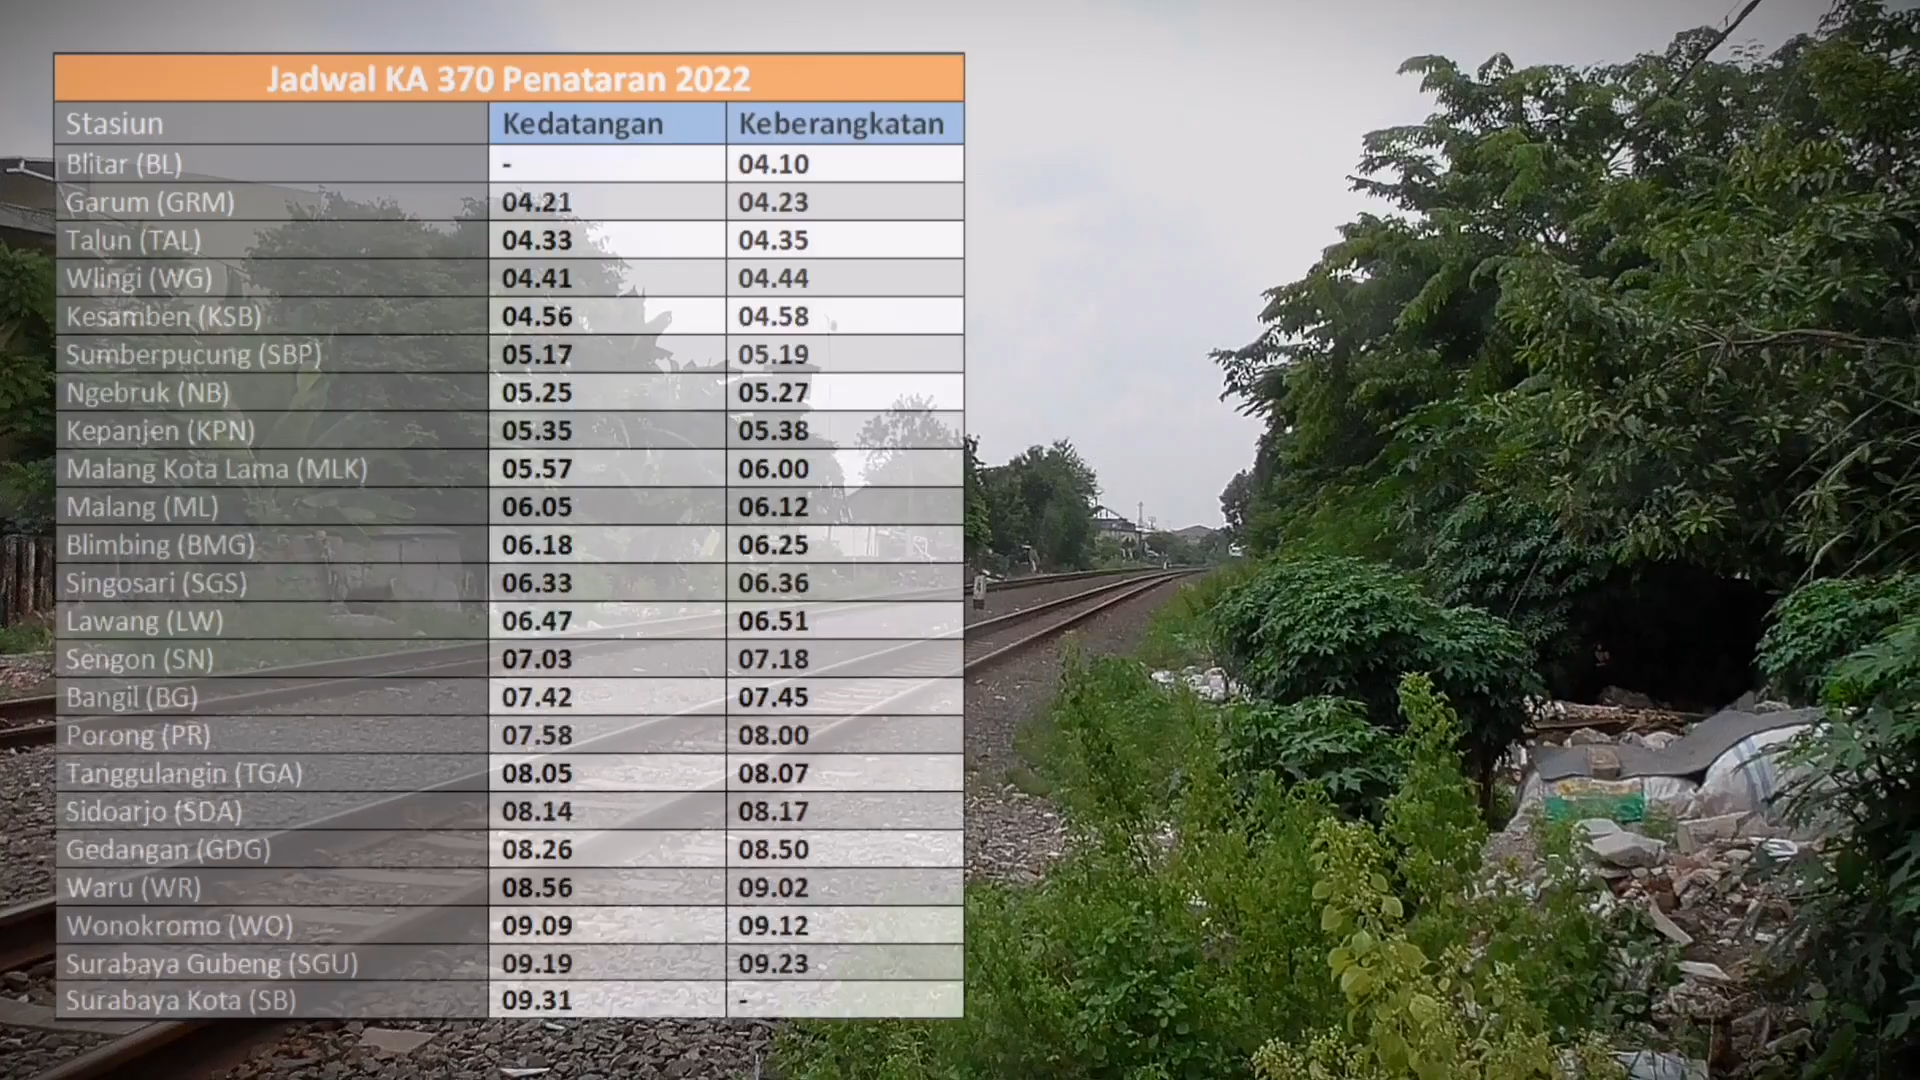 Jadwal KA 370 Penataran 2022
Stasiun Kedatangan Keberangkatan
Blitar (BL) - 04.10
Garum (GRM) 04.21 04.23
Talun (TAL) 04.33 04.35
Wlingi (WG) 04.41 04.44
Kesamben (KSB) 04.56 04.58
Sumberpucung (SBP) 05.17 05.19
Ngebruk (NB) 05.25 05.27
Kepanjen (KPN) 05.35 05.38
Malang Kota Lama (MLK) 05.57 06.00
Malang (ML) 06.05 06.12
Blimbing (BMG) 06.18 06.25
Singosari (SGS) 06.33 06.36
Lawang (LW) 06.47 06.51
Sengon (SN) 07.03 07.18
Bangil (BG) 07.42 07.45
Porong (PR) 07.58 08.00
Tanggulangin (TGA) 08.05 08.07
Sidoarjo (SDA) 08.14 08.17
Gedangan (GDG) 08.26 08.50
Waru (WR) 08.56 09.02
Wonokromo (WO) 09.09 09.12
Surabaya Gubeng (SGU) 09.19 09.23
Surabaya Kota (SB) 09.31 -